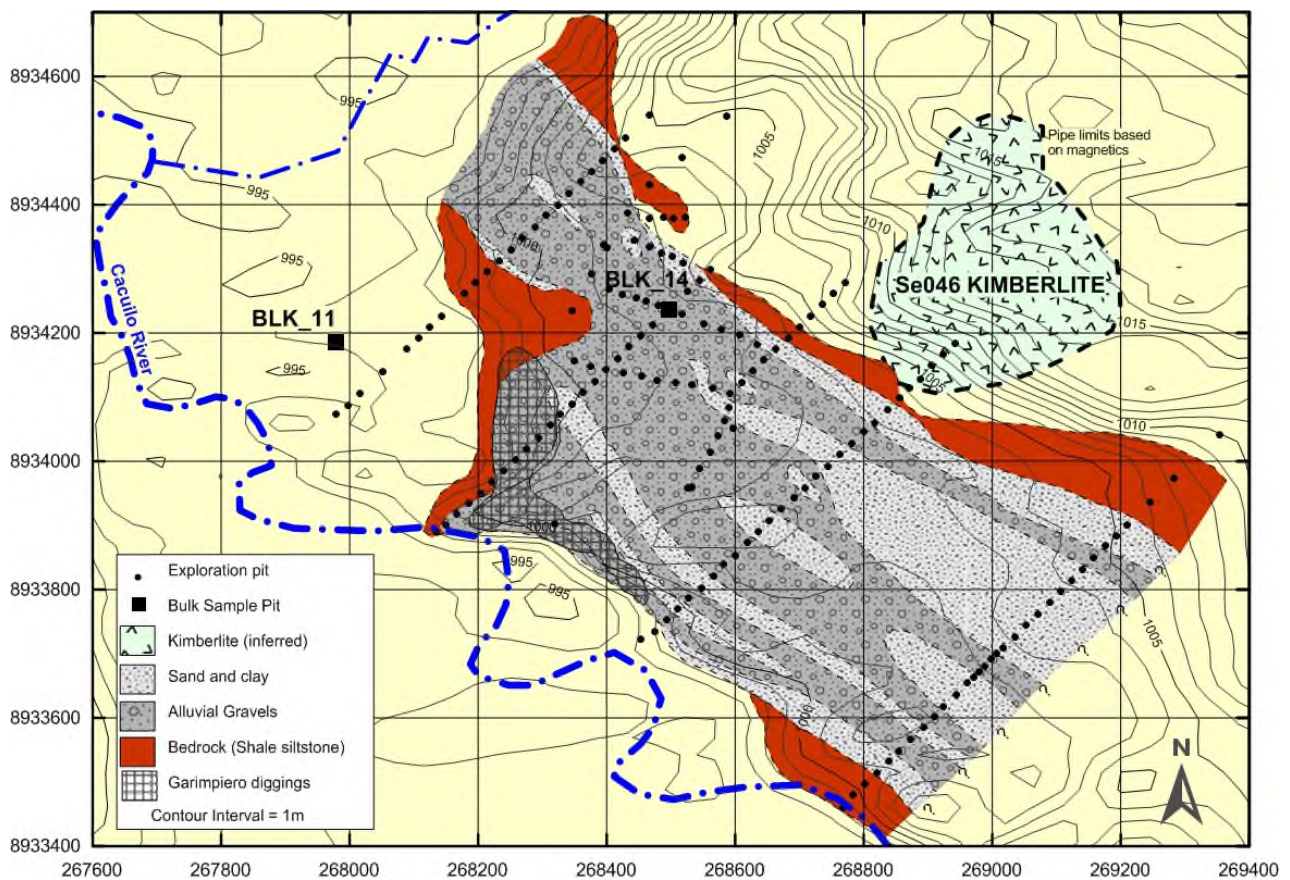 8934600
8934400
8934200
8934000
8933800
8933600
8933400
267600
267800
268000
268200
268400
268600
268800
269000
269200
269400
995
1005
1015
Pipe limits based
on magnetics
995
1010
1000
995
BLK_14
Se046 KIMBERLITE
Cacuilo River
BLK_11
1015
995
1005
1010
1000
995
995
1005
1000
?
?
?
?
?
?
?
Exploration pit
Bulk Sample Pit
Kimberlite (inferred)
Sand and clay
Alluvial Gravels
Bedrock (Shale siltstone)
Garimpiero diggings
Contour Interval = 1m
N